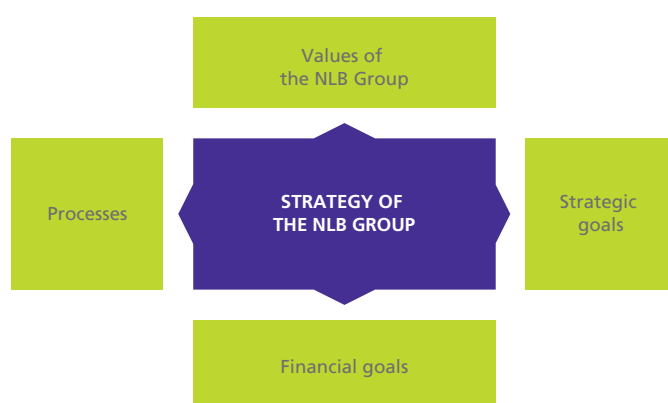 Values of
the NLB Group
Processes
STRATEGY OF
THE NLB GROUP
Strategic
goals
Financial goals